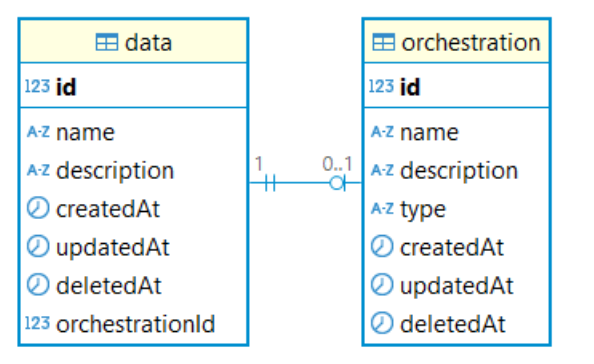 data
123 id
A-Z name
A-Z description
createdAt
updatedAt
deletedAt
123 orchestrationId
1 0..1
orchestration
123 id
A-Z name
A-Z description
A-Z type
createdAt
updatedAt
deletedAt